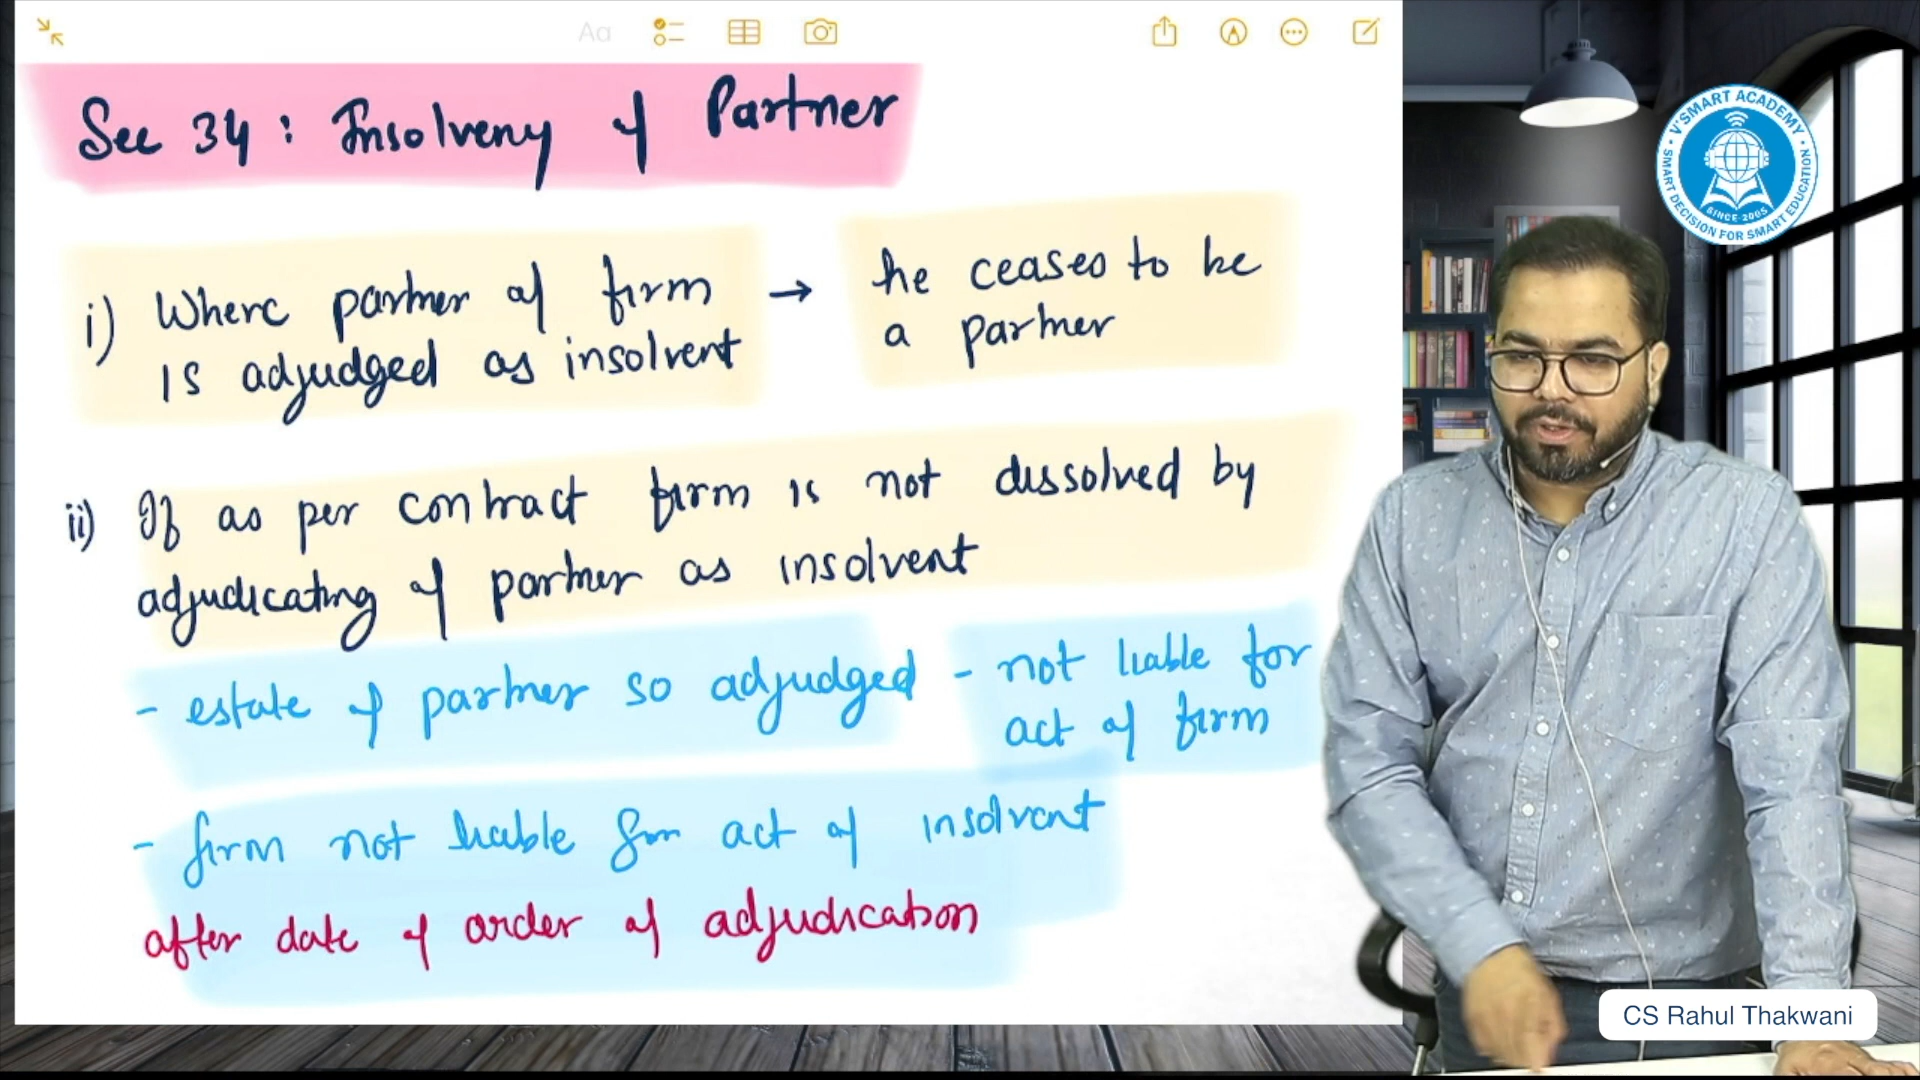 See 34 : Insolveny of Partner
i) Where partner of firm → he ceases to be
is adjudged as insolvent a partner
ii) If as per contract firm is not dissolved by
adjudicating of partner as insolvent
- estate of partner so adjudged - not liable for
act of firm
- firm not liable for act of insolvent
after date of order of adjudication
V'SMART ACADEMY
SMART DECISION FOR SMART EDUCATION
SINCE-2005
CS Rahul Thakwani
Aa